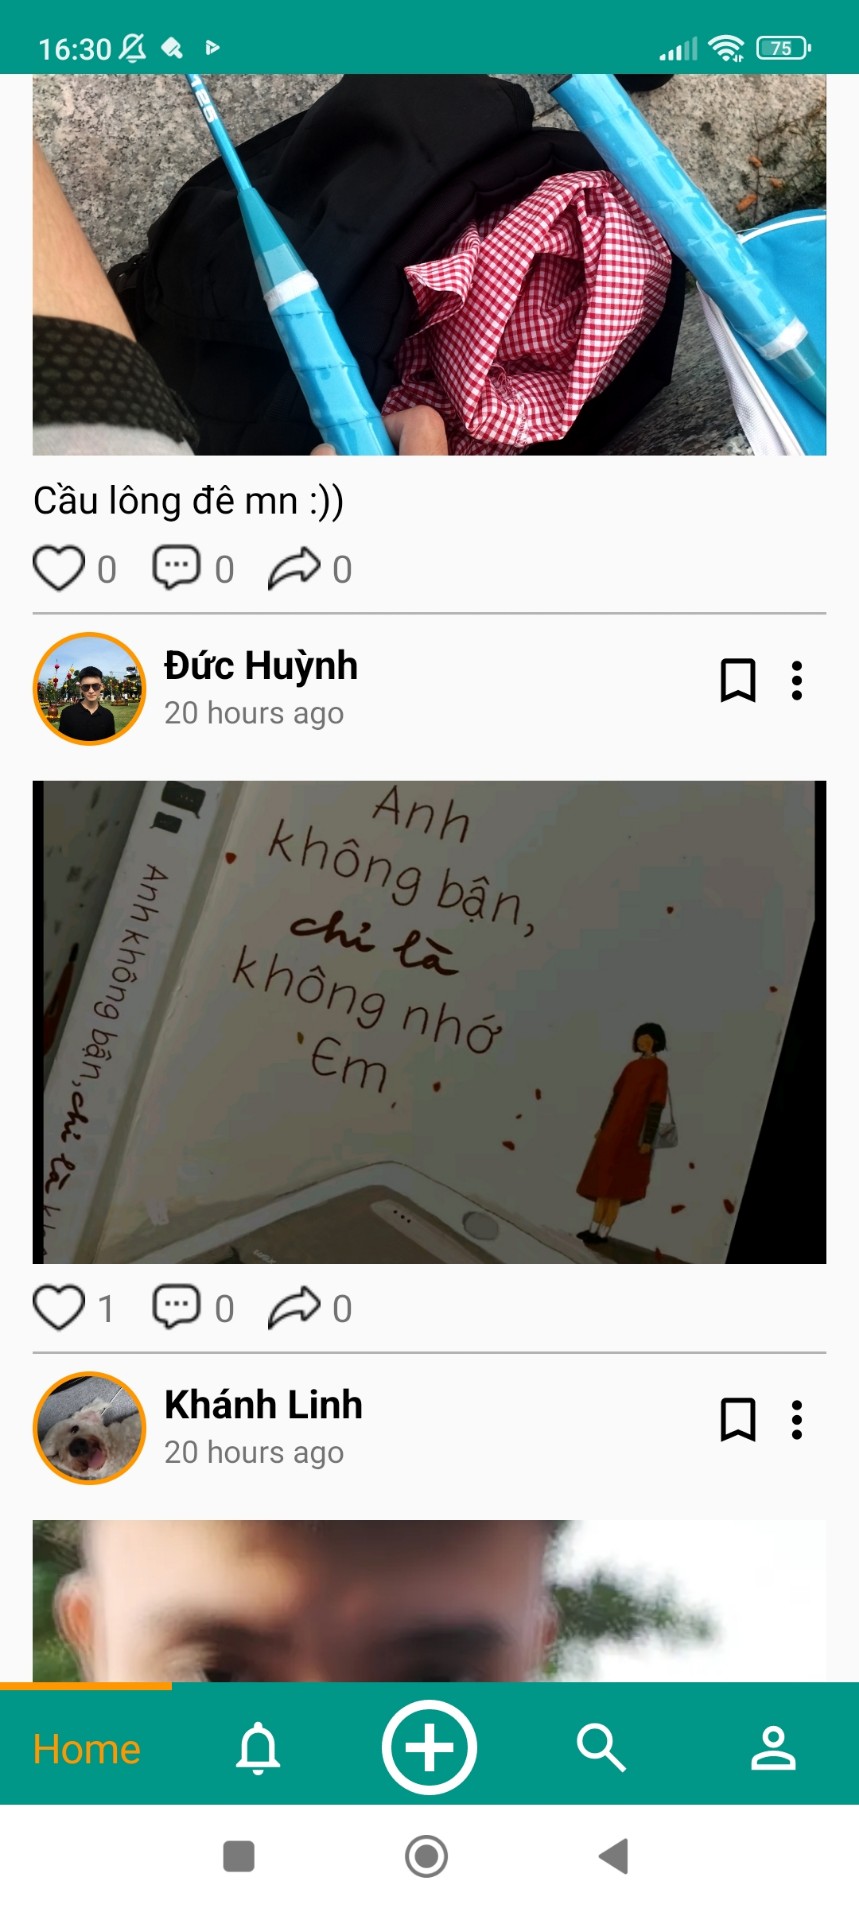 16:30
75
25
Cầu lông đê mn :))
0 0 0
Đức Huỳnh
20 hours ago
Anh
không bận,
chỉ là
không nhớ
Em
Anh không bận, chỉ là
1 0 0
Khánh Linh
20 hours ago
Home